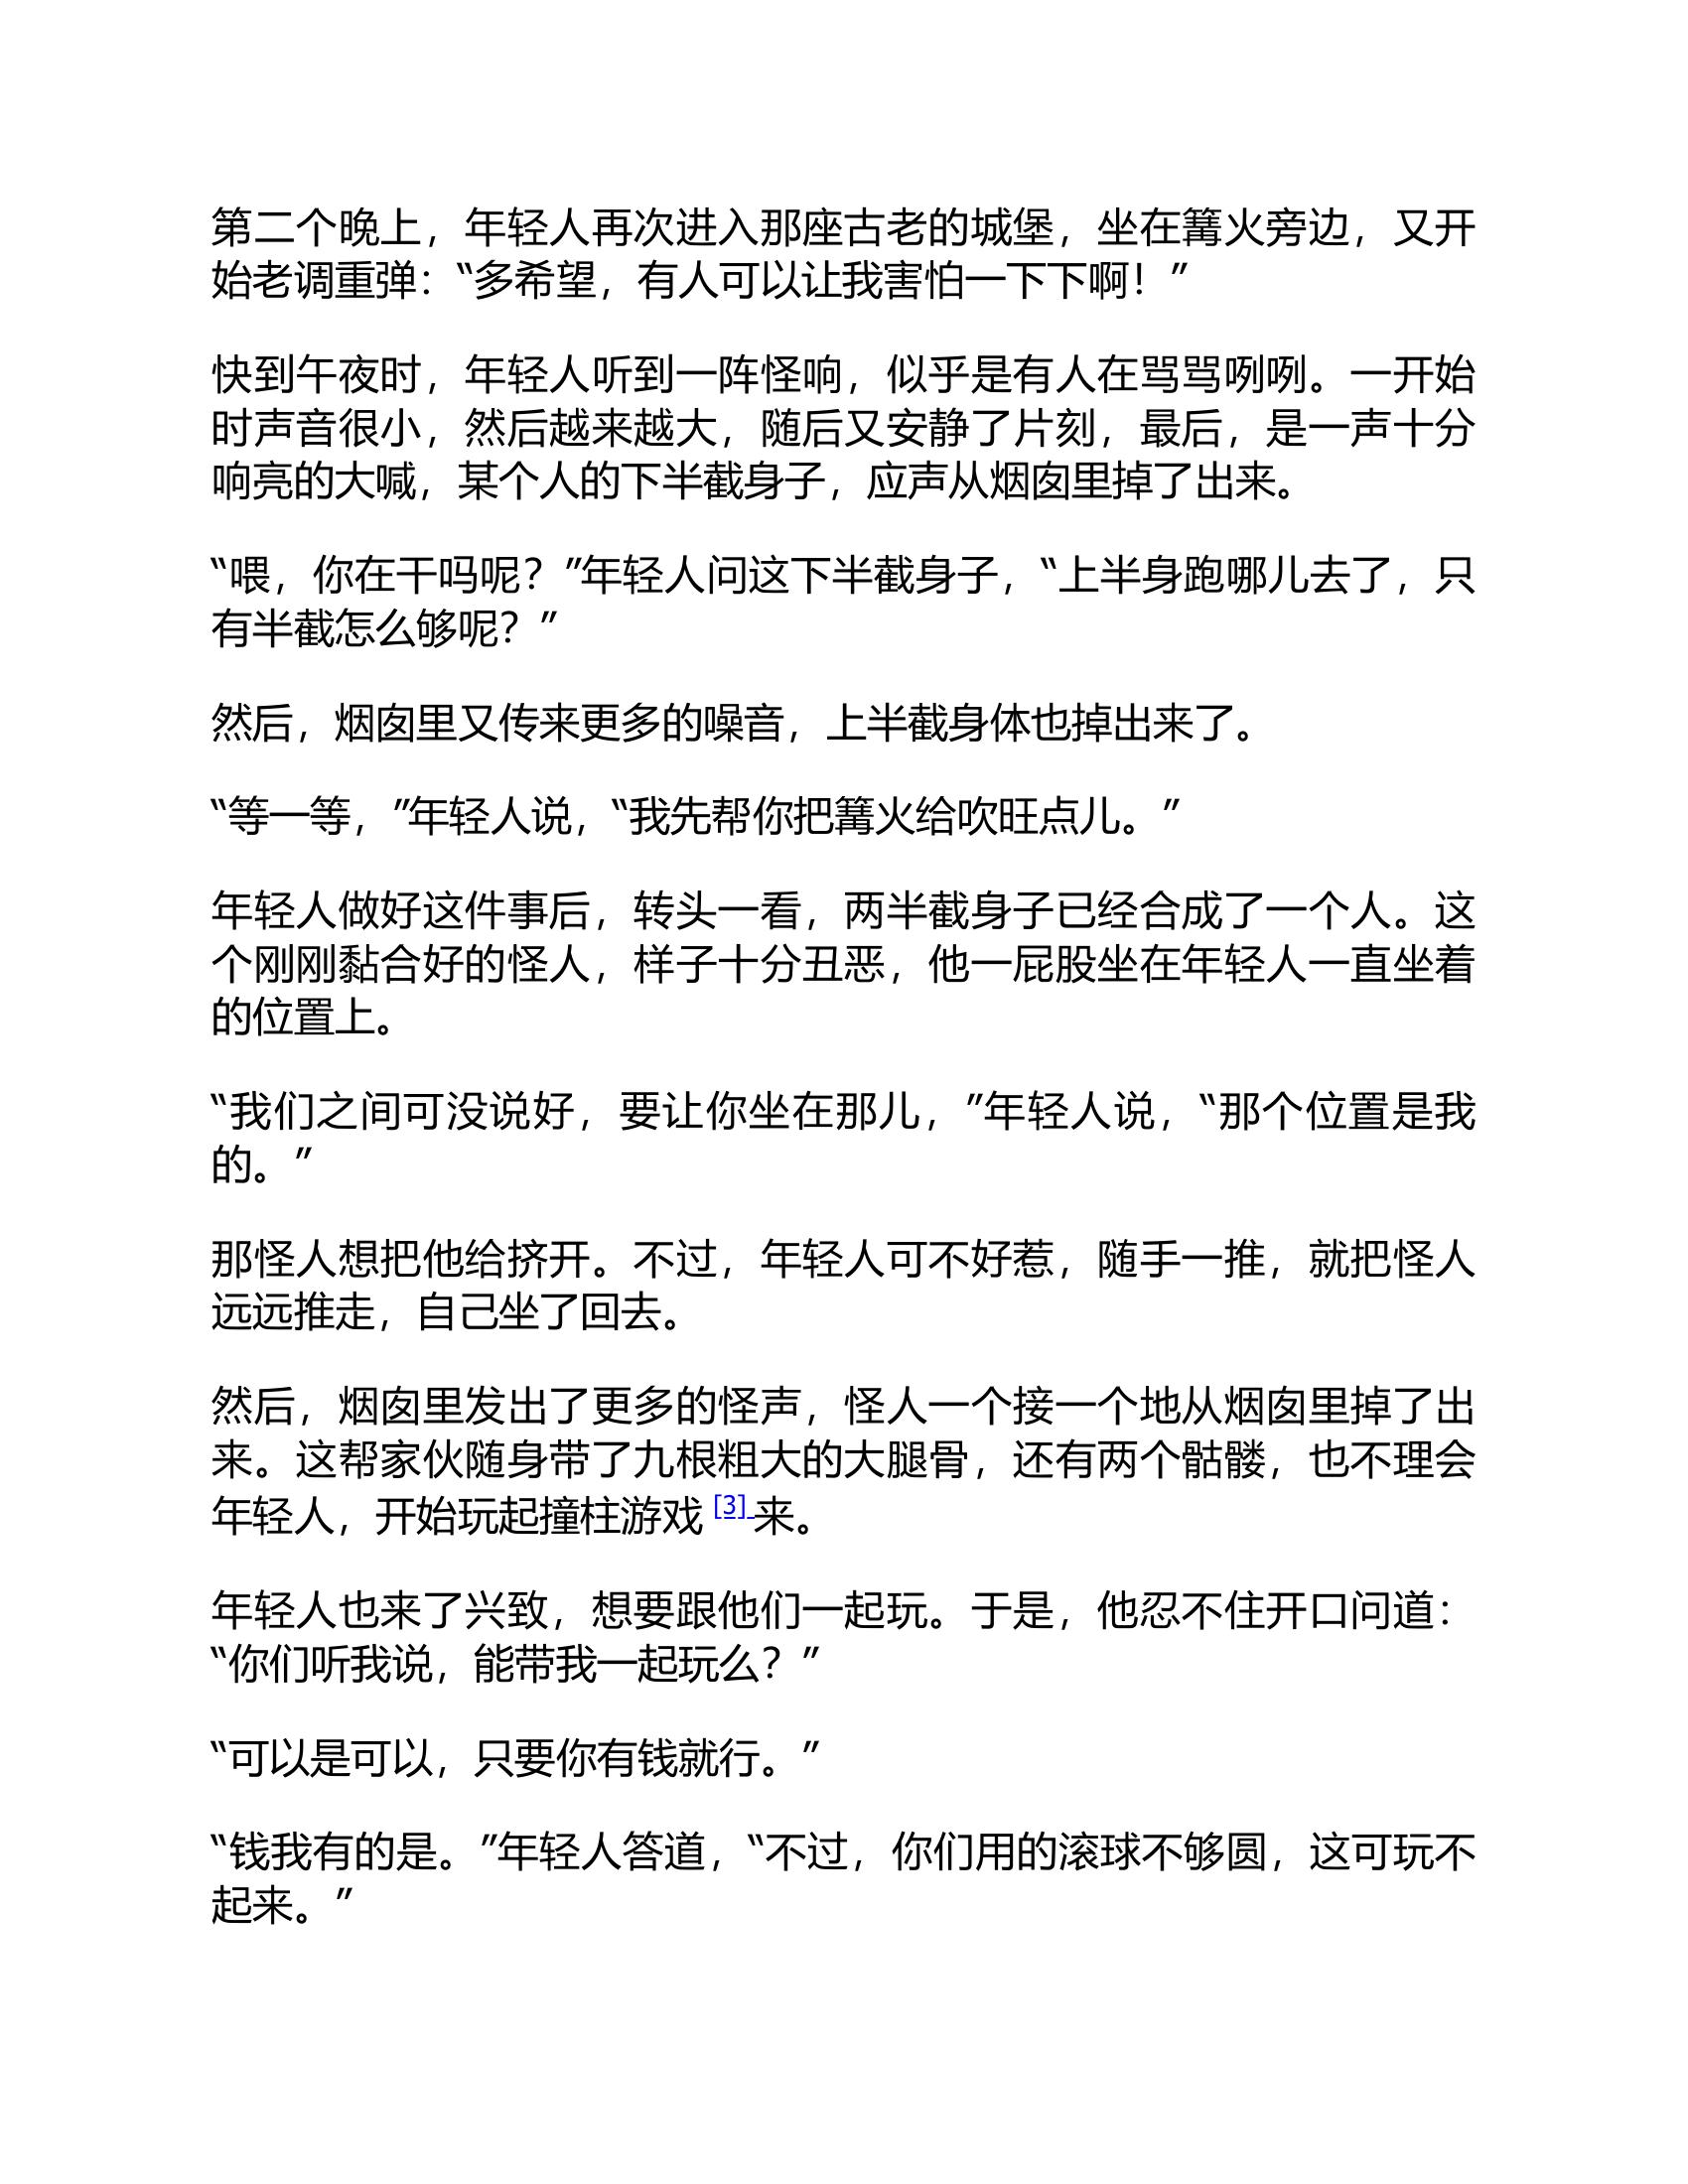 第二个晚上，年轻人再次进入那座古老的城堡，坐在篝火旁边，又开
始老调重弹：“多希望，有人可以让我害怕一下下啊！”
快到午夜时，年轻人听到一阵怪响，似乎是有人在骂骂咧咧。一开始
时声音很小，然后越来越大，随后又安静了片刻，最后，是一声十分
响亮的大喊，某个人的下半截身子，应声从烟囱里掉了出来。
“喂，你在干吗呢？”年轻人问这下半截身子，“上半身跑哪儿去了，只
有半截怎么够呢？”
然后，烟囱里又传来更多的噪音，上半截身体也掉出来了。
“等一等，”年轻人说，“我先帮你把篝火给吹旺点儿。”
年轻人做好这件事后，转头一看，两半截身子已经合成了一个人。这
个刚刚黏合好的怪人，样子十分丑恶，他一屁股坐在年轻人一直坐着
的位置上。
“我们之间可没说好，要让你坐在那儿，”年轻人说，“那个位置是我
的。”
那怪人想把他给挤开。不过，年轻人可不好惹，随手一推，就把怪人
远远推走，自己坐了回去。
然后，烟囱里发出了更多的怪声，怪人一个接一个地从烟囱里掉了出
来。这帮家伙随身带了九根粗大的大腿骨，还有两个骷髅，也不理会
年轻人，开始玩起撞柱游戏 [3] 来。
年轻人也来了兴致，想要跟他们一起玩。于是，他忍不住开口问道：
“你们听我说，能带我一起玩么？”
“可以是可以，只要你有钱就行。”
“钱我有的是。”年轻人答道，“不过，你们用的滚球不够圆，这可玩不
起来。”